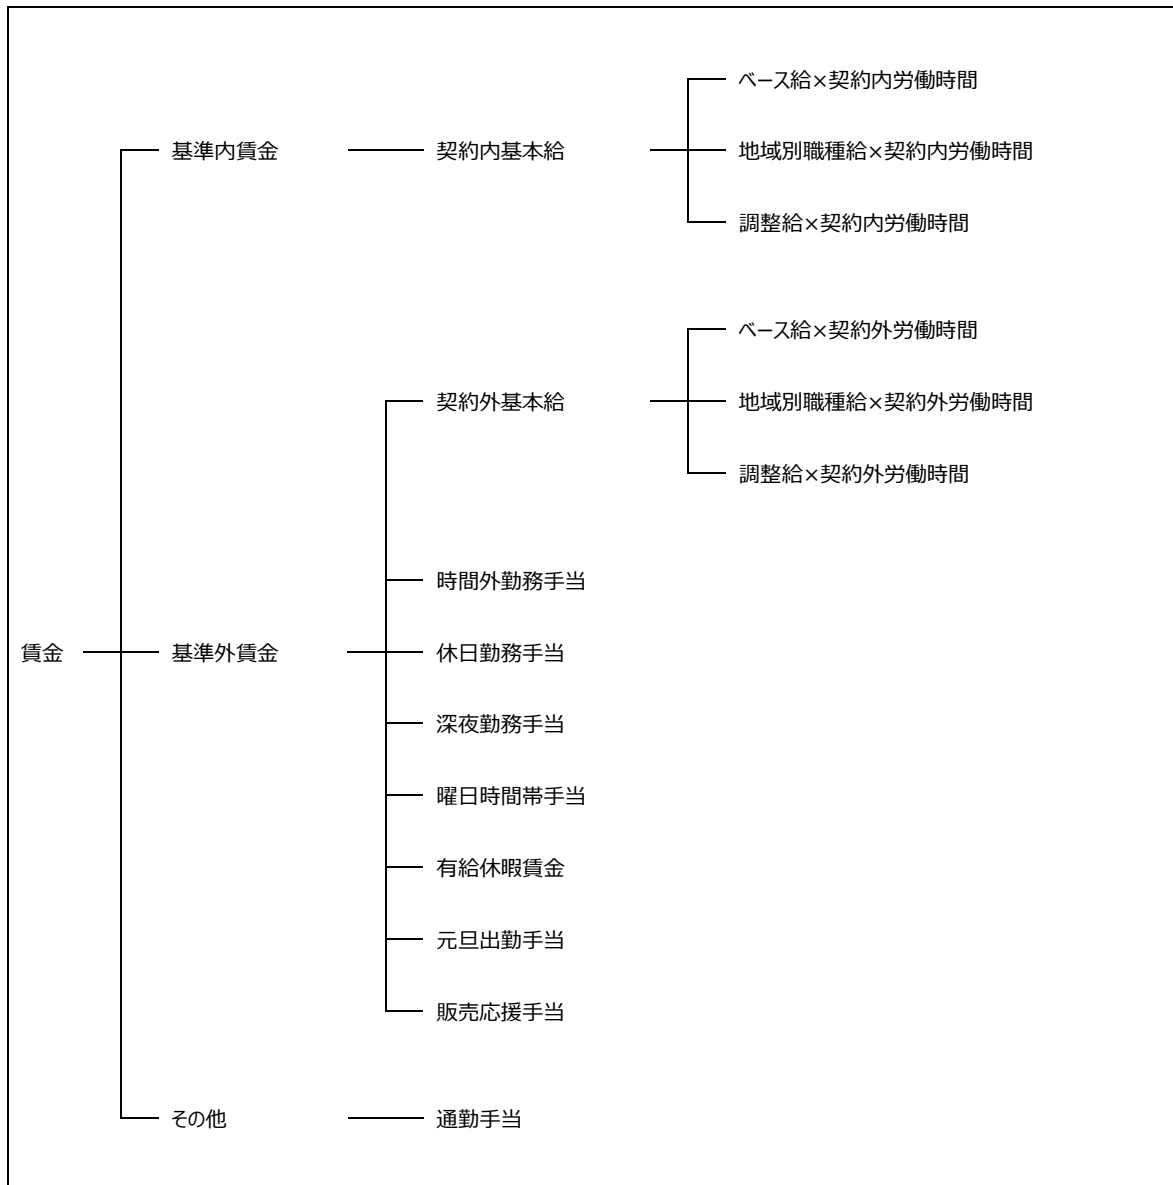 ベース給×契約内労働時間
基準内賃金 契約内基本給 地域別職種給×契約内労働時間
調整給×契約内労働時間
ベース給×契約外労働時間
契約外基本給 地域別職種給×契約外労働時間
調整給×契約外労働時間
時間外勤務手当
賃金 基準外賃金 休日勤務手当
深夜勤務手当
曜日時間帯手当
有給休暇賃金
元旦出勤手当
販売応援手当
その他 通勤手当